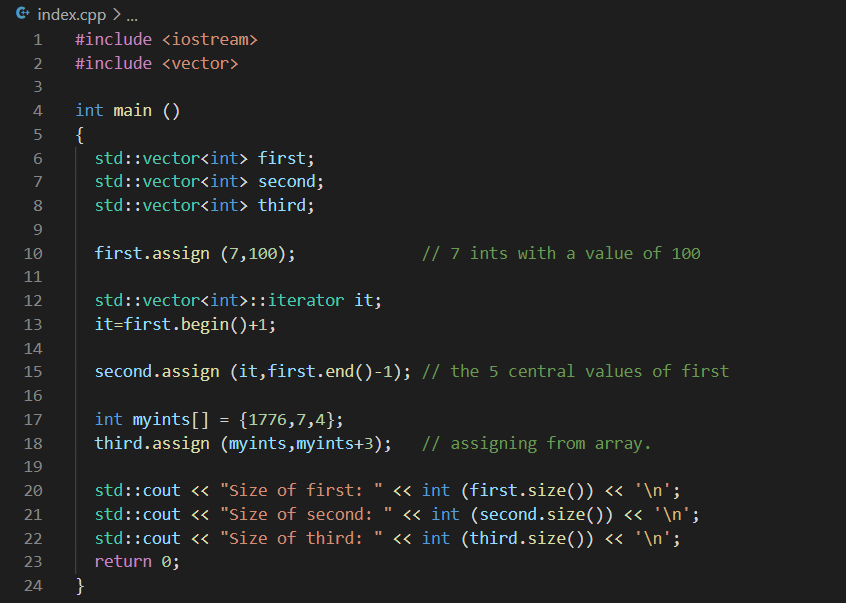 index.cpp > ...
1 #include <iostream>
2 #include <vector>
3
4 int main ()
5 {
6   std::vector<int> first;
7   std::vector<int> second;
8   std::vector<int> third;
9
10   first.assign (7,100);             // 7 ints with a value of 100
11
12   std::vector<int>::iterator it;
13   it=first.begin()+1;
14
15   second.assign (it,first.end()-1); // the 5 central values of first
16
17   int myints[] = {1776,7,4};
18   third.assign (myints,myints+3);   // assigning from array.
19
20   std::cout << "Size of first: " << int (first.size()) << '\n';
21   std::cout << "Size of second: " << int (second.size()) << '\n';
22   std::cout << "Size of third: " << int (third.size()) << '\n';
23   return 0;
24 }